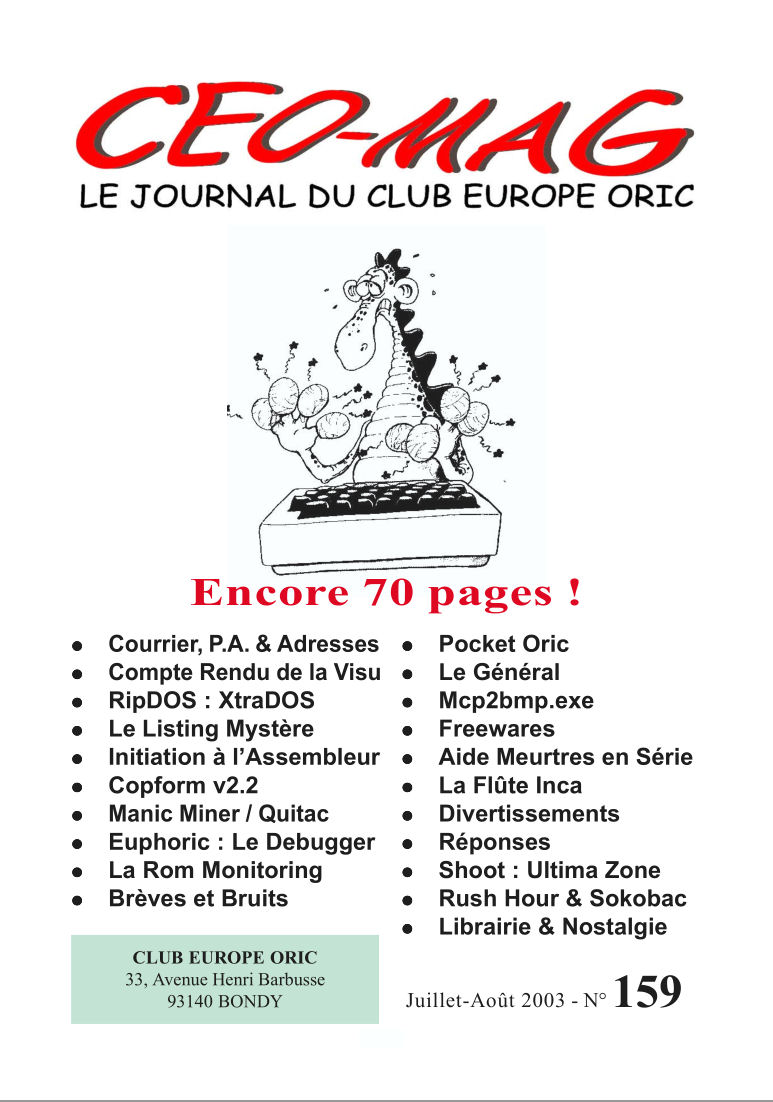 CEO-MAG
LE JOURNAL DU CLUB EUROPE ORIC
Encore 70 pages !
● Courrier, P.A. & Adresses
● Compte Rendu de la Visu
● RipDOS : XtraDOS
● Le Listing Mystère
● Initiation à l'Assembleur
● Copform v2.2
● Manic Miner / Quitac
● Euphoric : Le Debugger
● La Rom Monitoring
● Brèves et Bruits
● Pocket Oric
● Le Général
● Mcp2bmp.exe
● Freewares
● Aide Meurtres en Série
● La Flûte Inca
● Divertissements
● Réponses
● Shoot : Ultima Zone
● Rush Hour & Sokobac
● Librairie & Nostalgie
CLUB EUROPE ORIC
33, Avenue Henri Barbusse
93140 BONDY
Juillet-Août 2003 - N° 159